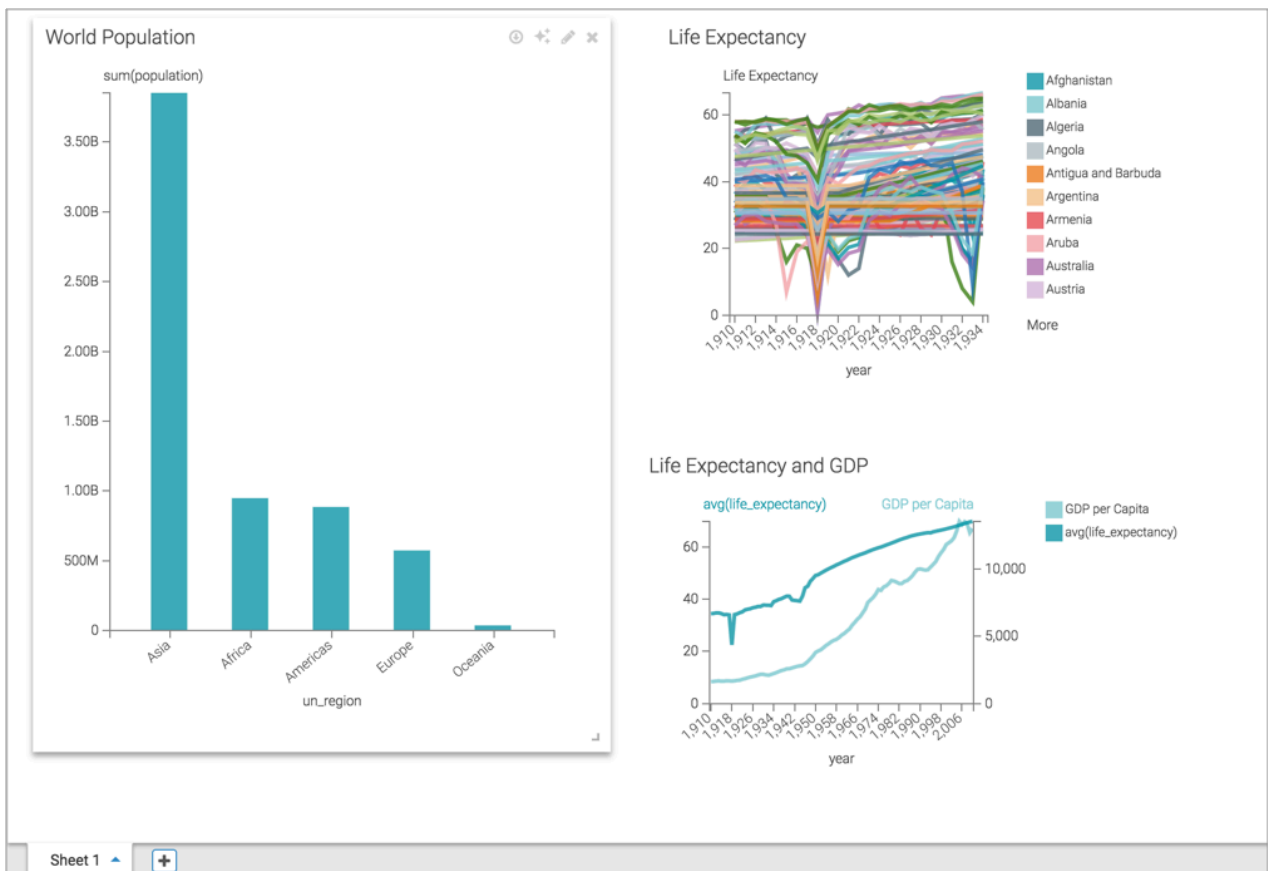 World Population
sum(population)
3.50B
3.00B
2.50B
2.00B
1.50B
1.00B
500M
0
Asia
Africa
Americas
Europe
Oceania
un_region
Life Expectancy
Life Expectancy
60
40
20
0
1,910
1,912
1,914
1,916
1,918
1,920
1,922
1,924
1,926
1,928
1,930
1,932
1,934
year
Afghanistan
Albania
Algeria
Angola
Antigua and Barbuda
Argentina
Armenia
Aruba
Australia
Austria
More
Life Expectancy and GDP
avg(life_expectancy)
GDP per Capita
60
40
20
0
10,000
5,000
0
1,910
1,918
1,926
1,934
1,942
1,950
1,958
1,966
1,974
1,982
1,990
1,998
2,006
year
GDP per Capita
avg(life_expectancy)
Sheet 1